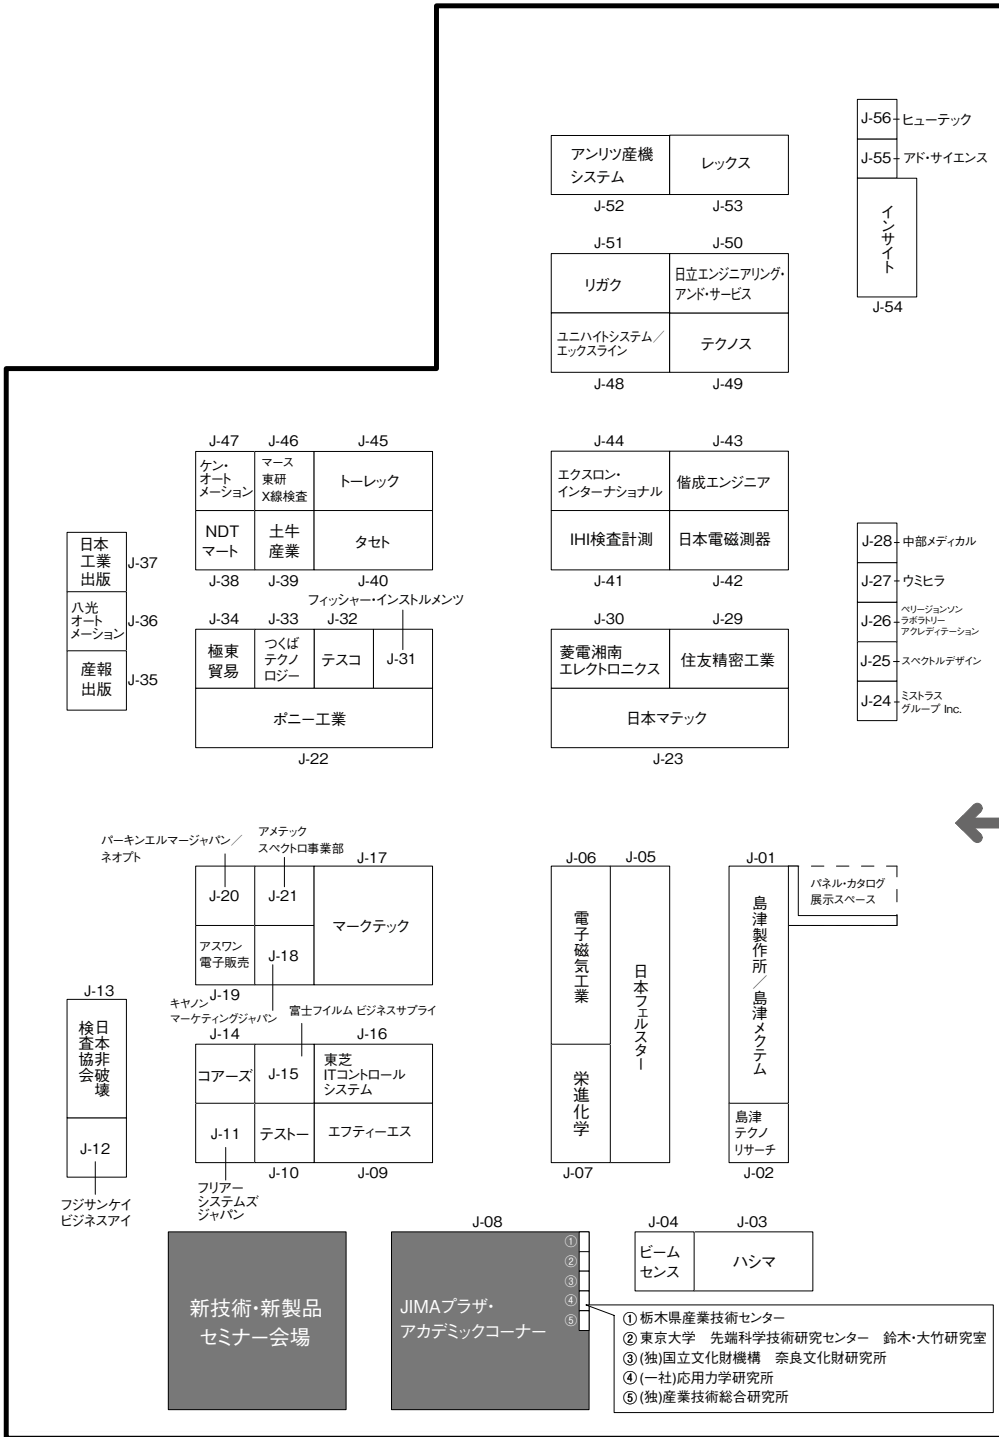 J-56
ヒューテック
J-55
アド・サイエンス
インサイト
J-54
アンリツ産機
システム
レックス
J-52
J-53
J-51
J-50
リガク
日立エンジニアリング・
アンド・サービス
ユニハイトシステム／
エックスライン
テクノス
J-48
J-49
J-47
J-46
J-45
ケン・
オート
メーション
マース
東研
X線検査
トーレック
NDT
マート
土牛
産業
タセト
J-38
J-39
J-40
J-44
J-43
エクスロン・
インターナショナル
偕成エンジニア
IHI検査計測
日本電磁測器
J-41
J-42
日本
工業
出版
J-37
八光
オート
メーション
J-36
産報
出版
J-35
フィッシャー・インストルメンツ
J-34
J-33
J-32
極東
貿易
つくば
テクノ
ロジー
テスコ
J-31
ポニー工業
J-22
J-30
J-29
菱電湘南
エレクトロニクス
住友精密工業
日本マテック
J-23
J-28
中部メディカル
J-27
ウミヒラ
J-26
ペリージョンソン
ラボラトリー
アクレディテーション
J-25
スペクトルデザイン
J-24
ミストラス
グループ Inc.
パーキンエルマージャパン／
ネオプト
アメテック
スペクトロ事業部
J-17
J-20
J-21
マークテック
アスワン
電子販売
J-18
J-19
キヤノン
マーケティングジャパン
富士フイルム ビジネスサプライ
J-14
J-16
コアーズ
J-15
東芝
ITコントロール
システム
J-11
テストー
エフティーエス
J-10
J-09
フリアー
システムズ
ジャパン
J-13
日本非破壊
検査協会
J-12
フジサンケイ
ビジネスアイ
J-06
J-05
電子磁気工業
日本フェルスター
栄進化学
J-07
J-01
島津製作所／島津メクテム
パネル・カタログ
展示スペース
島津
テクノ
リサーチ
J-02
J-08
J-04
J-03
ビーム
センス
ハシマ
新技術・新製品
セミナー会場
JIMAプラザ・
アカデミックコーナー
①
②
③
④
⑤
①栃木県産業技術センター
②東京大学　先端科学技術研究センター　鈴木・大竹研究室
③(独)国立文化財機構　奈良文化財研究所
④(一社)応用力学研究所
⑤(独)産業技術総合研究所